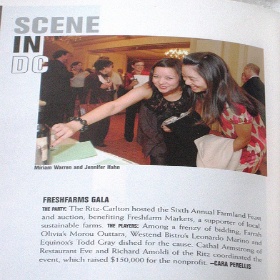 SCENE
IN
DC
Miriam Warren and Jennifer Hahn
FRESHFARMS GALA
THE PARTY: The Ritz-Carlton hosted the Sixth Annual Farmland Feast
and auction, benefiting Freshfarm Markets, a supporter of local,
sustainable farms. THE PLAYERS: Among a frenzy of bidding, Farrah
Olivia's Morou Outtara, Westend Bistro's Leonardo Marino and
Equinox's Todd Gray dished for the cause. Cathal Armstrong of
Restaurant Eve and Richard Arnoldi of the Ritz coordinated the
event, which raised $150,000 for the nonprofit. —CARA PERELLIS